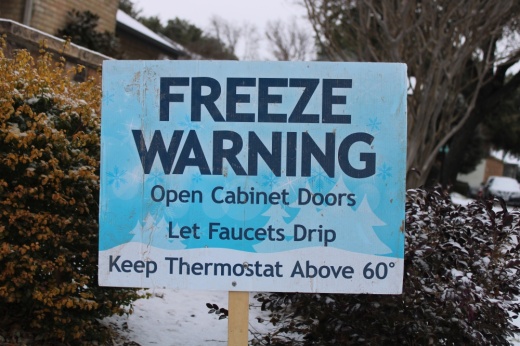 FREEZE
WARNING
Open Cabinet Doors
Let Faucets Drip
Keep Thermostat Above 60°